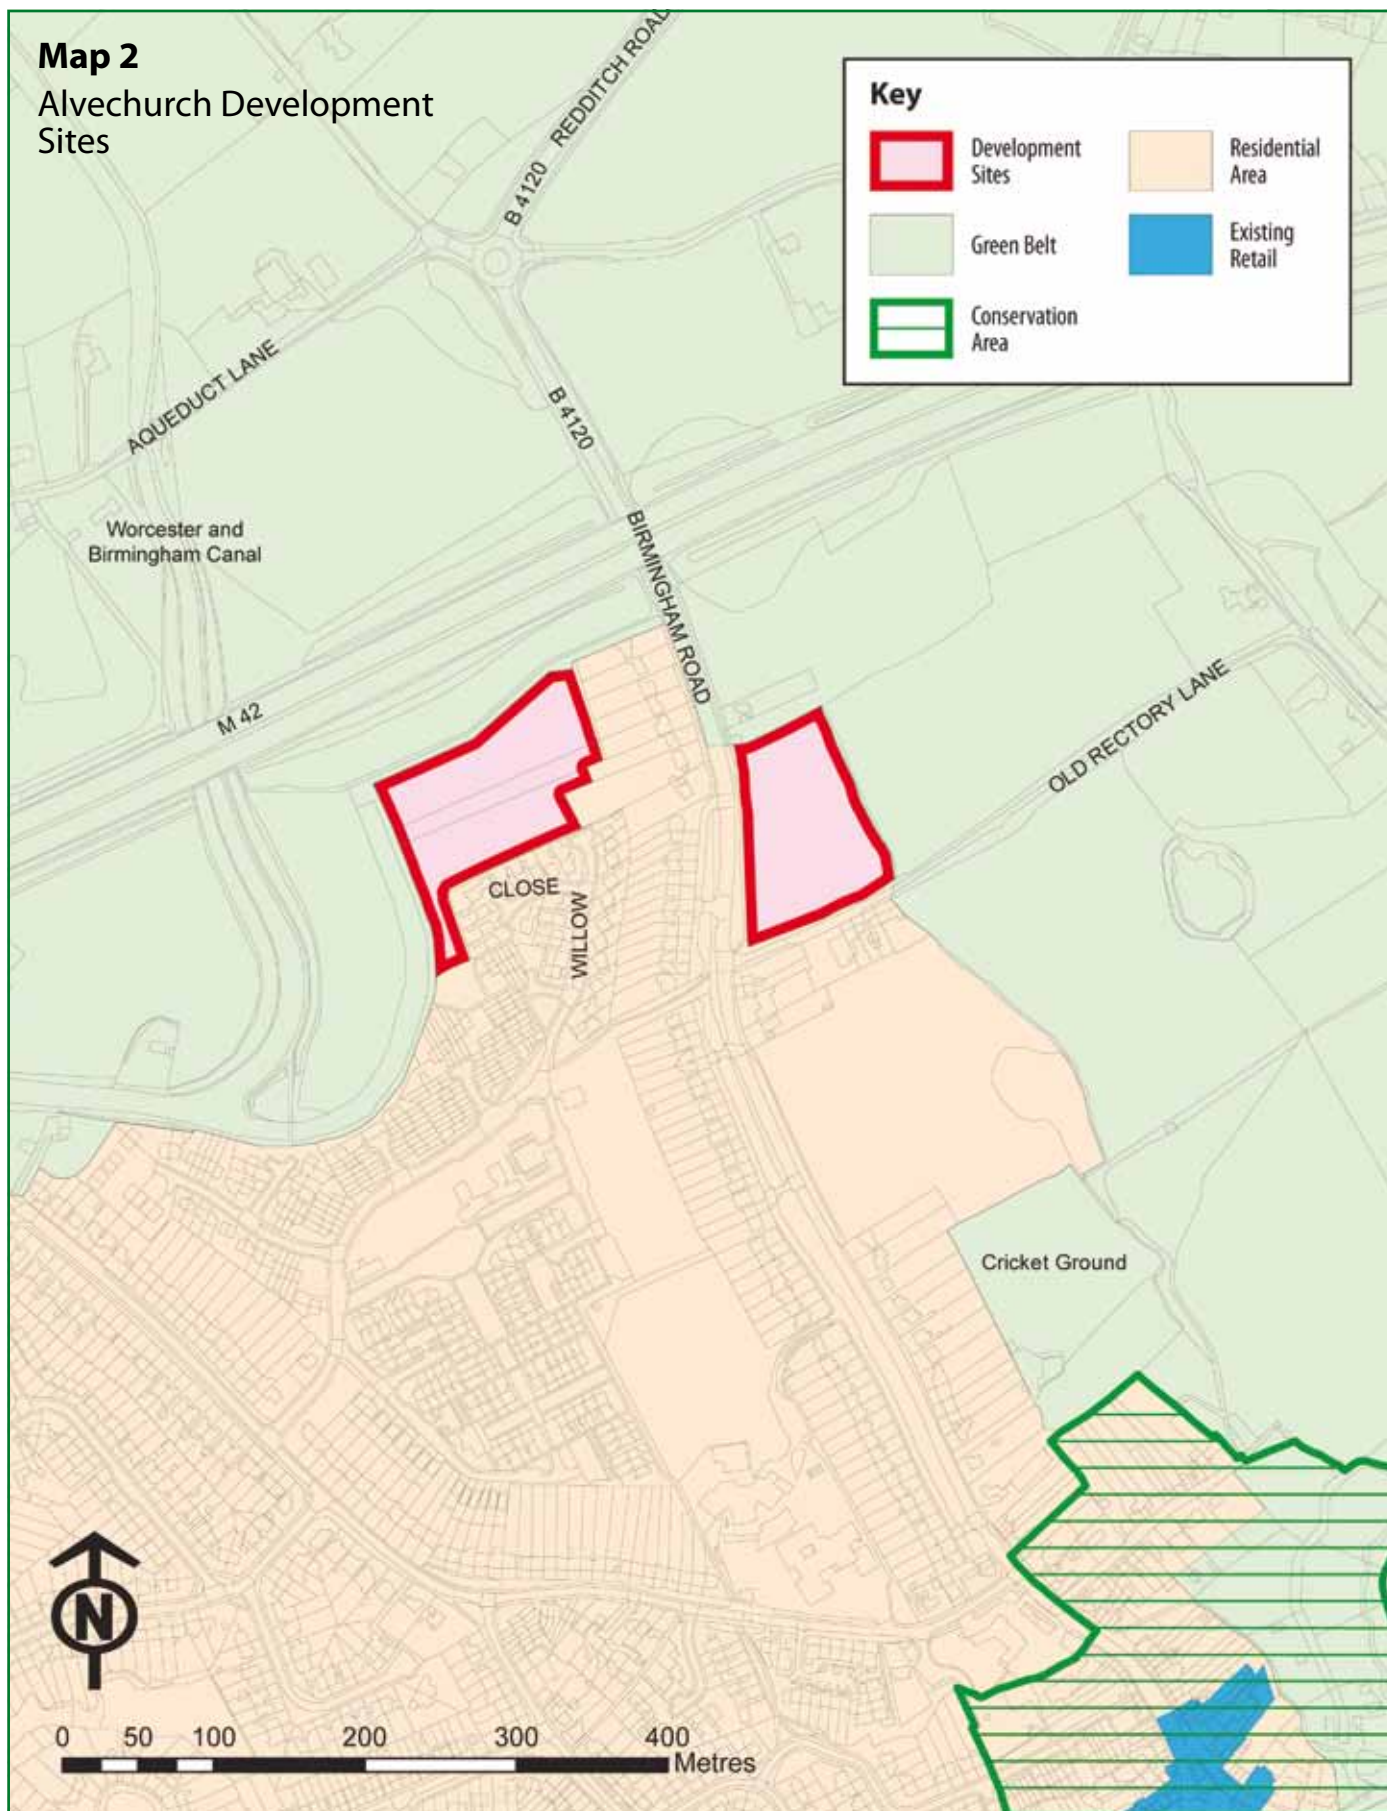 Map 2
Alvechurch Development
Sites
Key
Development
Sites
Residential
Area
Green Belt
Existing
Retail
Conservation
Area
B 4120 REDDITCH ROAD
AQUEDUCT LANE
B 4120
Worcester and
Birmingham Canal
BIRMINGHAM ROAD
M 42
OLD RECTORY LANE
CLOSE
WILLOW
Cricket Ground
N
0 50 100 200 300 400
Metres